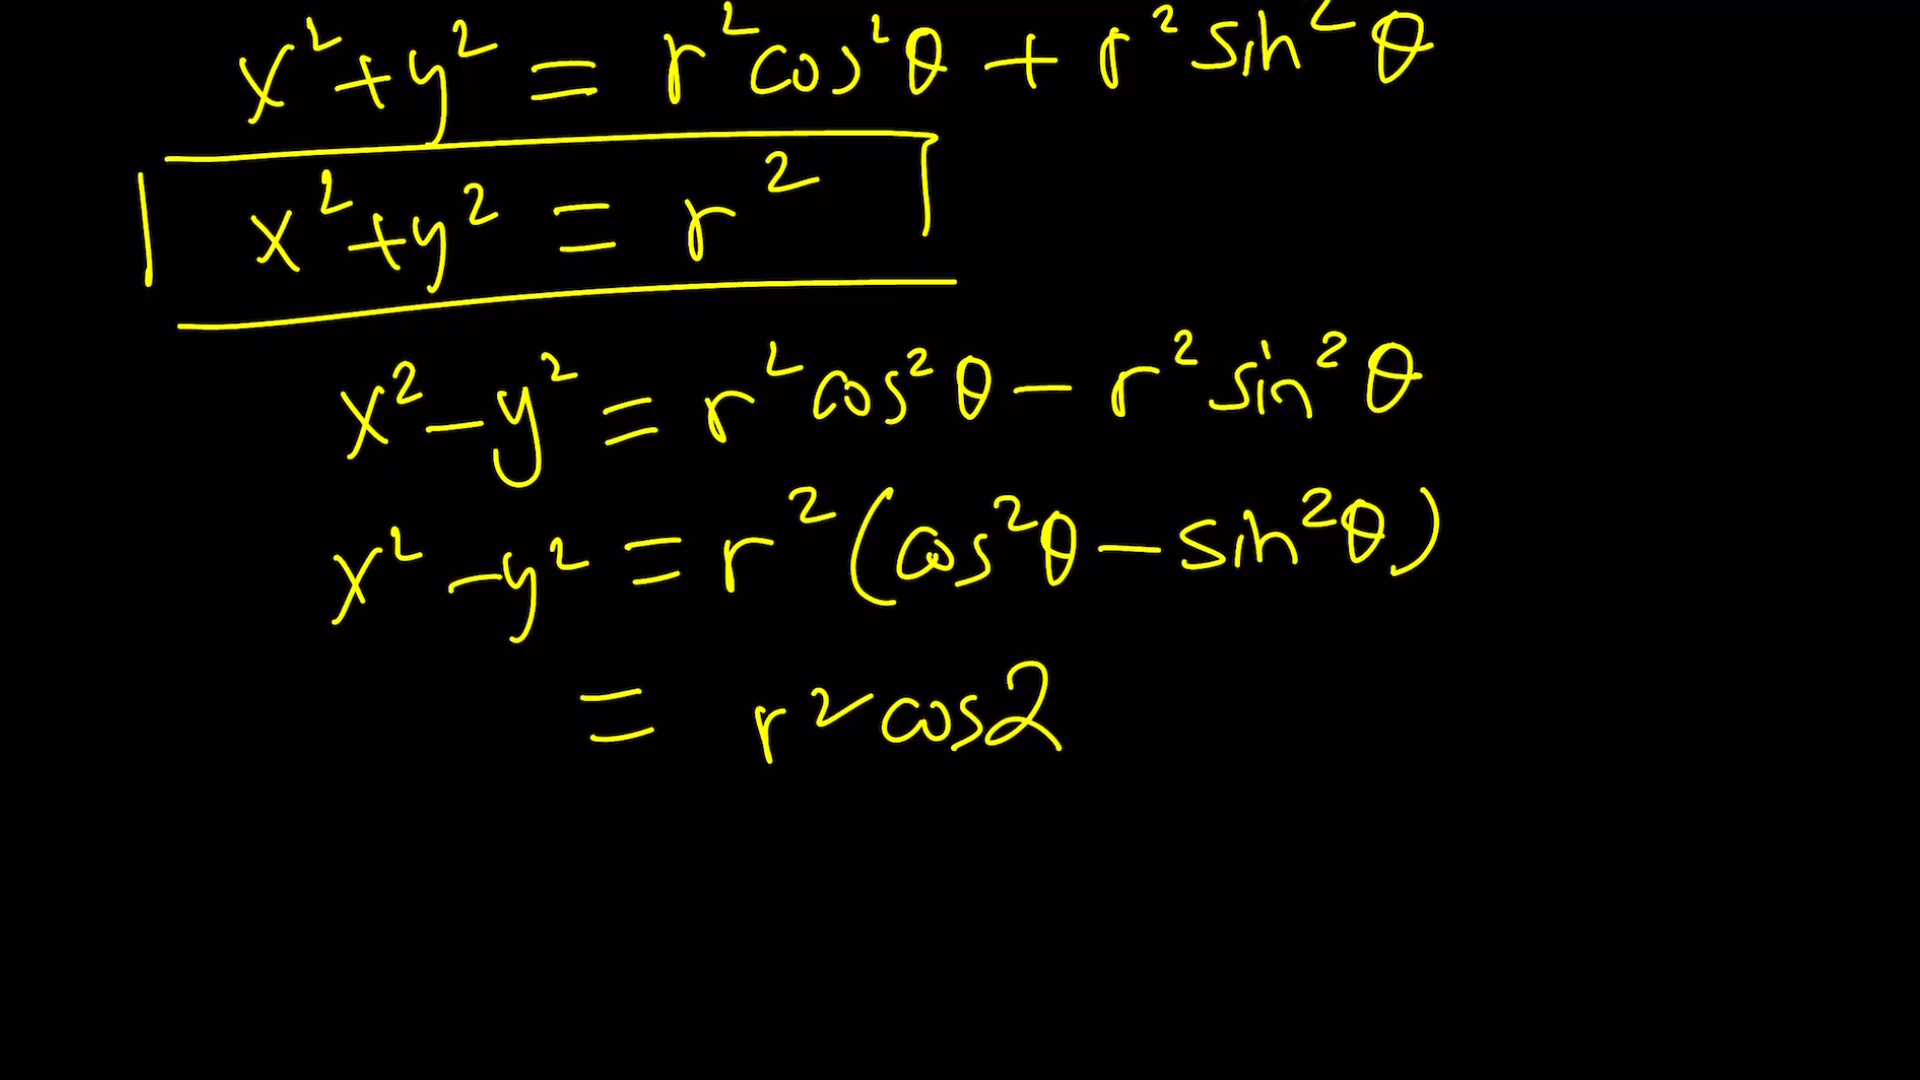 x²+y² = r²cos²θ + r²sin²θ
x²+y² = r²
x²-y² = r²cos²θ - r²sin²θ
x²-y² = r²(cos²θ - sin²θ)
= r²cos2